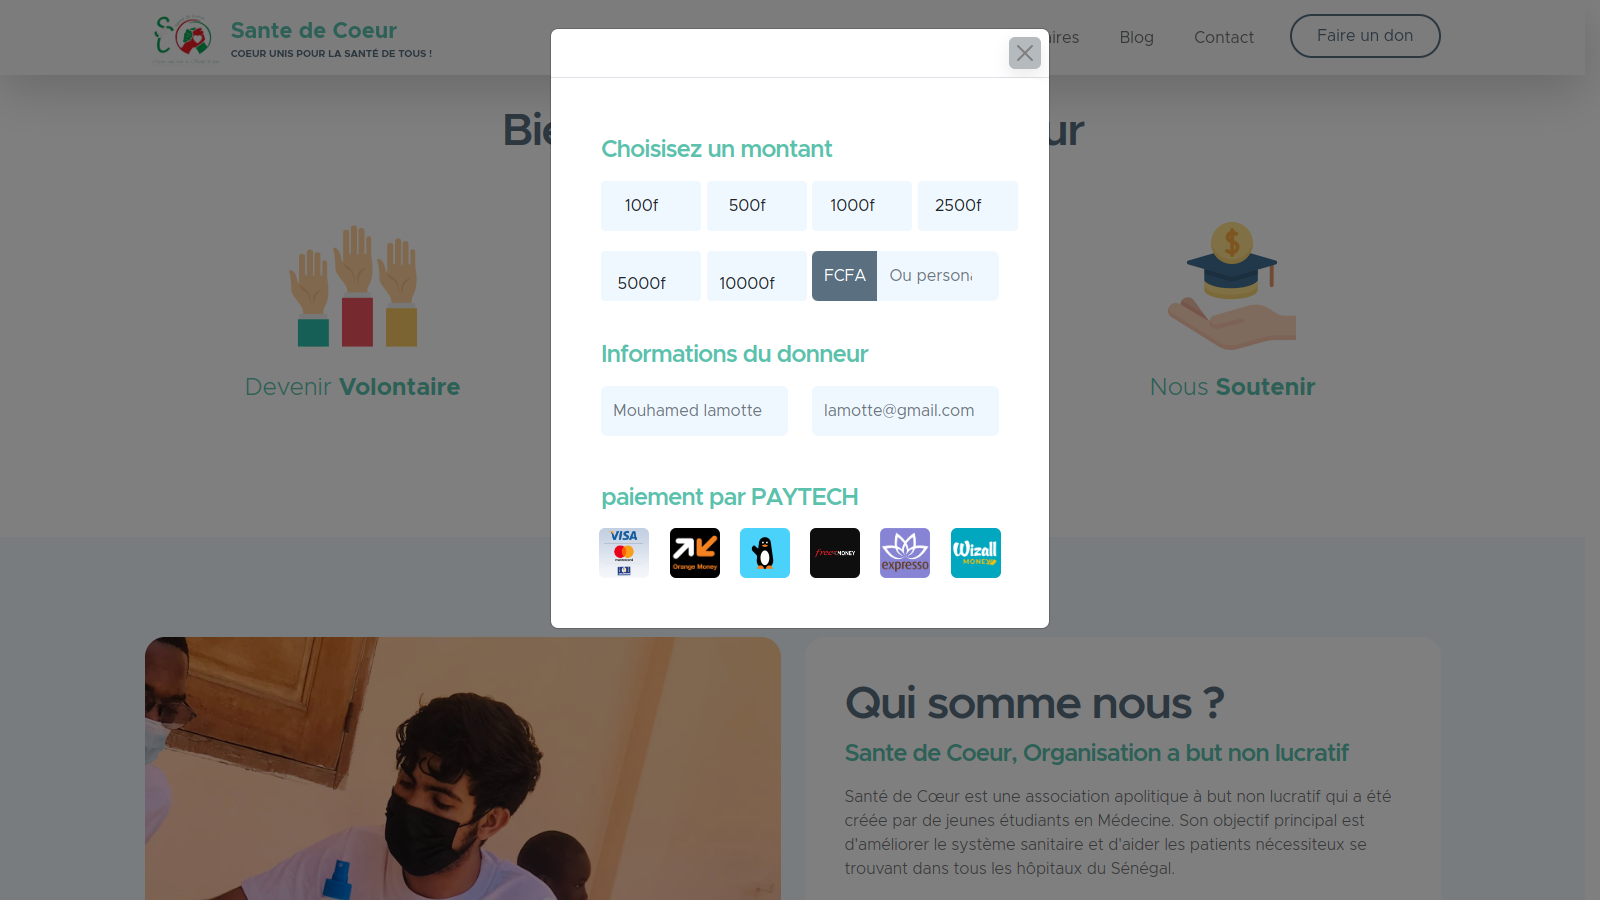 Sante de Coeur
COEUR UNIS POUR LA SANTÉ DE TOUS !
Blog
Contact
Faire un don
Choisisez un montant
100f
500f
1000f
2500f
5000f
10000f
FCFA
Ou persona
Informations du donneur
Mouhamed lamotte
lamotte@gmail.com
paiement par PAYTECH
VISA
mastercard
Orange Money
free MONEY
expresso
Wizall
MONEY
Devenir Volontaire
Nous Soutenir
Qui somme nous ?
Sante de Coeur, Organisation a but non lucratif
Santé de Cœur est une association apolitique à but non lucratif qui a été
créée par de jeunes étudiants en Médecine. Son objectif principal est
d'améliorer le système sanitaire et d'aider les patients nécessiteux se
trouvant dans tous les hôpitaux du Sénégal.